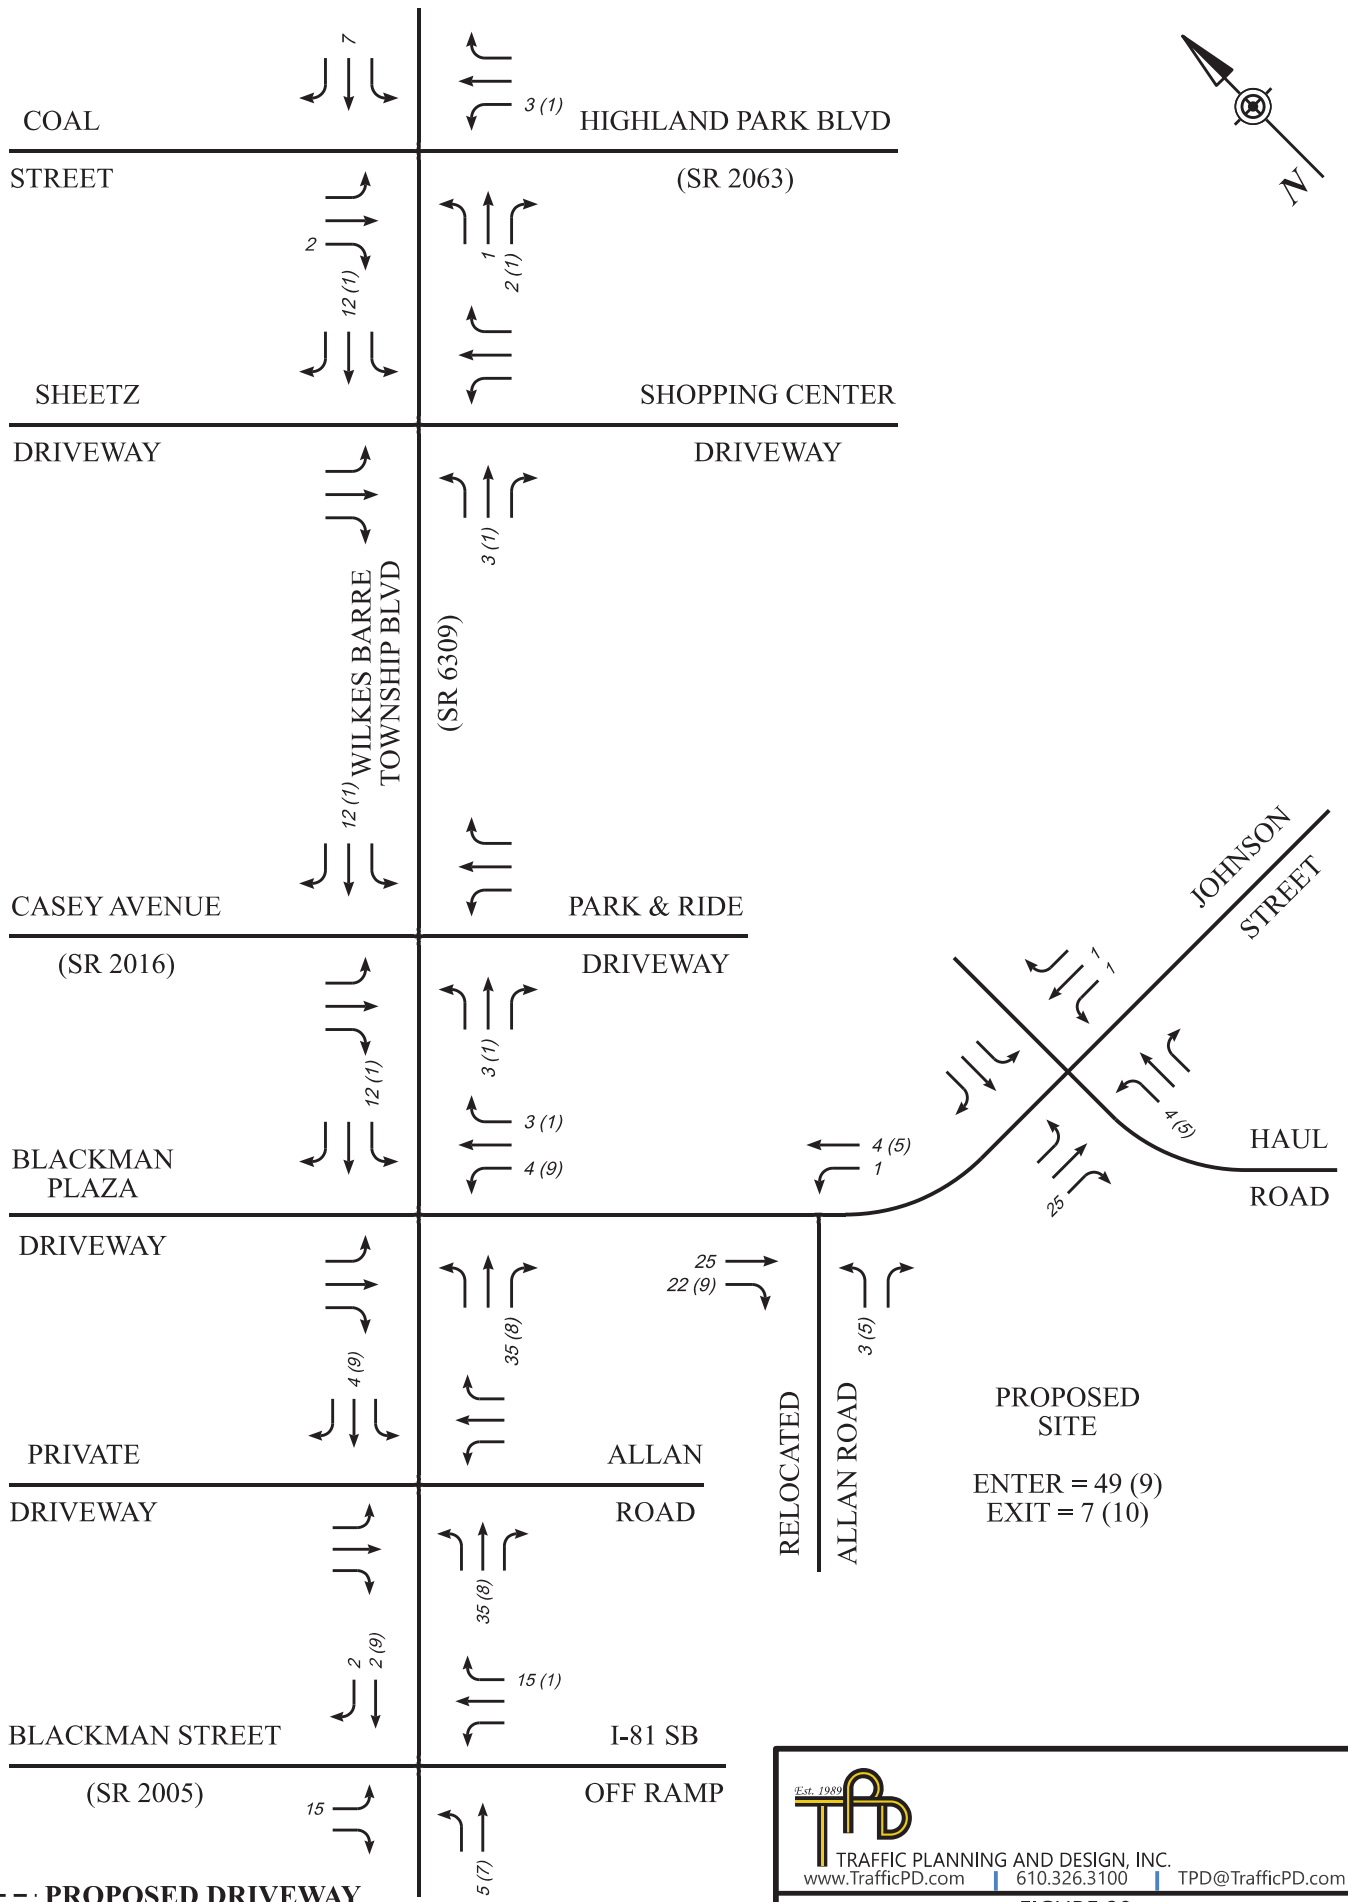 7
3 (1)
COAL
HIGHLAND PARK BLVD
STREET
(SR 2063)
N
2
1
2 (1)
12 (1)
SHEETZ
SHOPPING CENTER
DRIVEWAY
DRIVEWAY
3 (1)
WILKES BARRE
TOWNSHIP BLVD
(SR 6309)
12 (1)
CASEY AVENUE
PARK & RIDE
(SR 2016)
DRIVEWAY
JOHNSON
STREET
1
1
4 (5)
25
HAUL
ROAD
3 (1)
12 (1)
3 (1)
4 (9)
4 (5)
1
BLACKMAN
PLAZA
DRIVEWAY
25
22 (9)
3 (5)
35 (8)
4 (9)
RELOCATED
ALLAN ROAD
PROPOSED
SITE
ENTER = 49 (9)
EXIT = 7 (10)
PRIVATE
ALLAN
DRIVEWAY
ROAD
35 (8)
2
2 (9)
15 (1)
BLACKMAN STREET
I-81 SB
(SR 2005)
OFF RAMP
15
5 (7)
PROPOSED DRIVEWAY
Est. 1989
TPD
TRAFFIC PLANNING AND DESIGN, INC.
www.TrafficPD.com | 610.326.3100 | TPD@TrafficPD.com